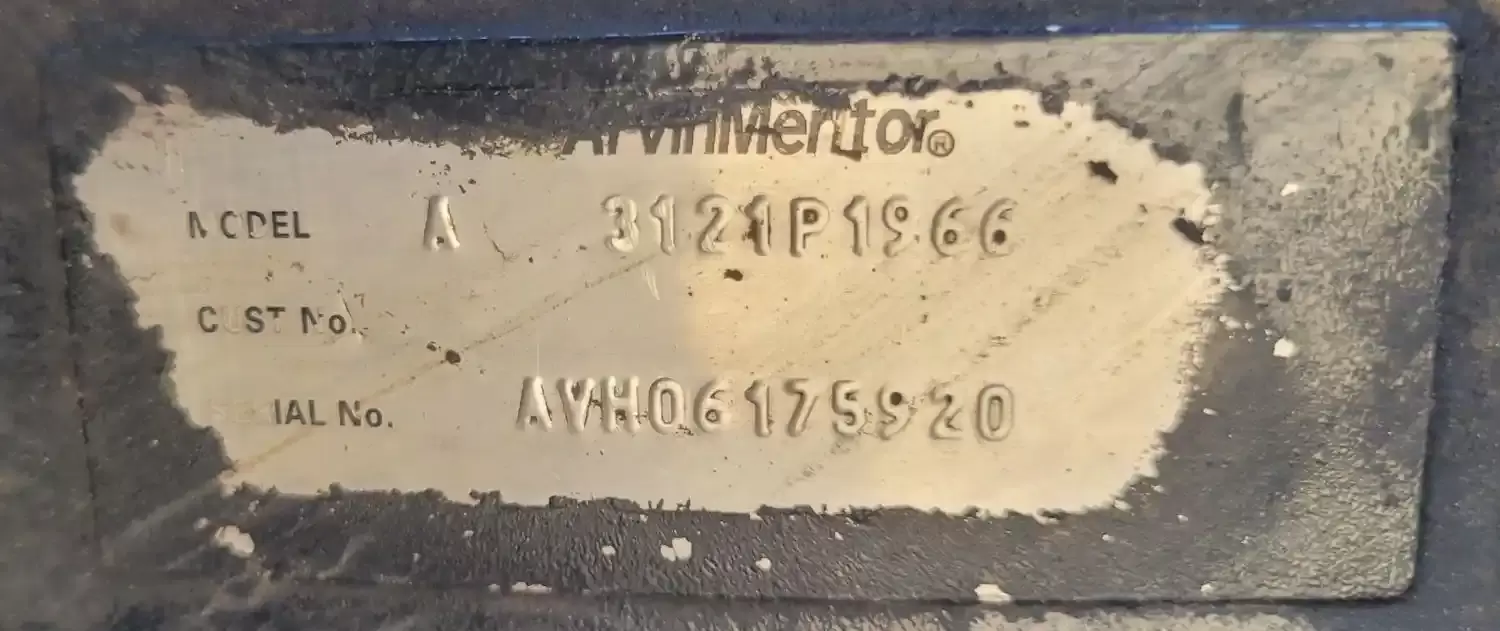 ArvinMeritor®
MODEL A 3121P1966
CUST No.
SERIAL No. AVH06175920